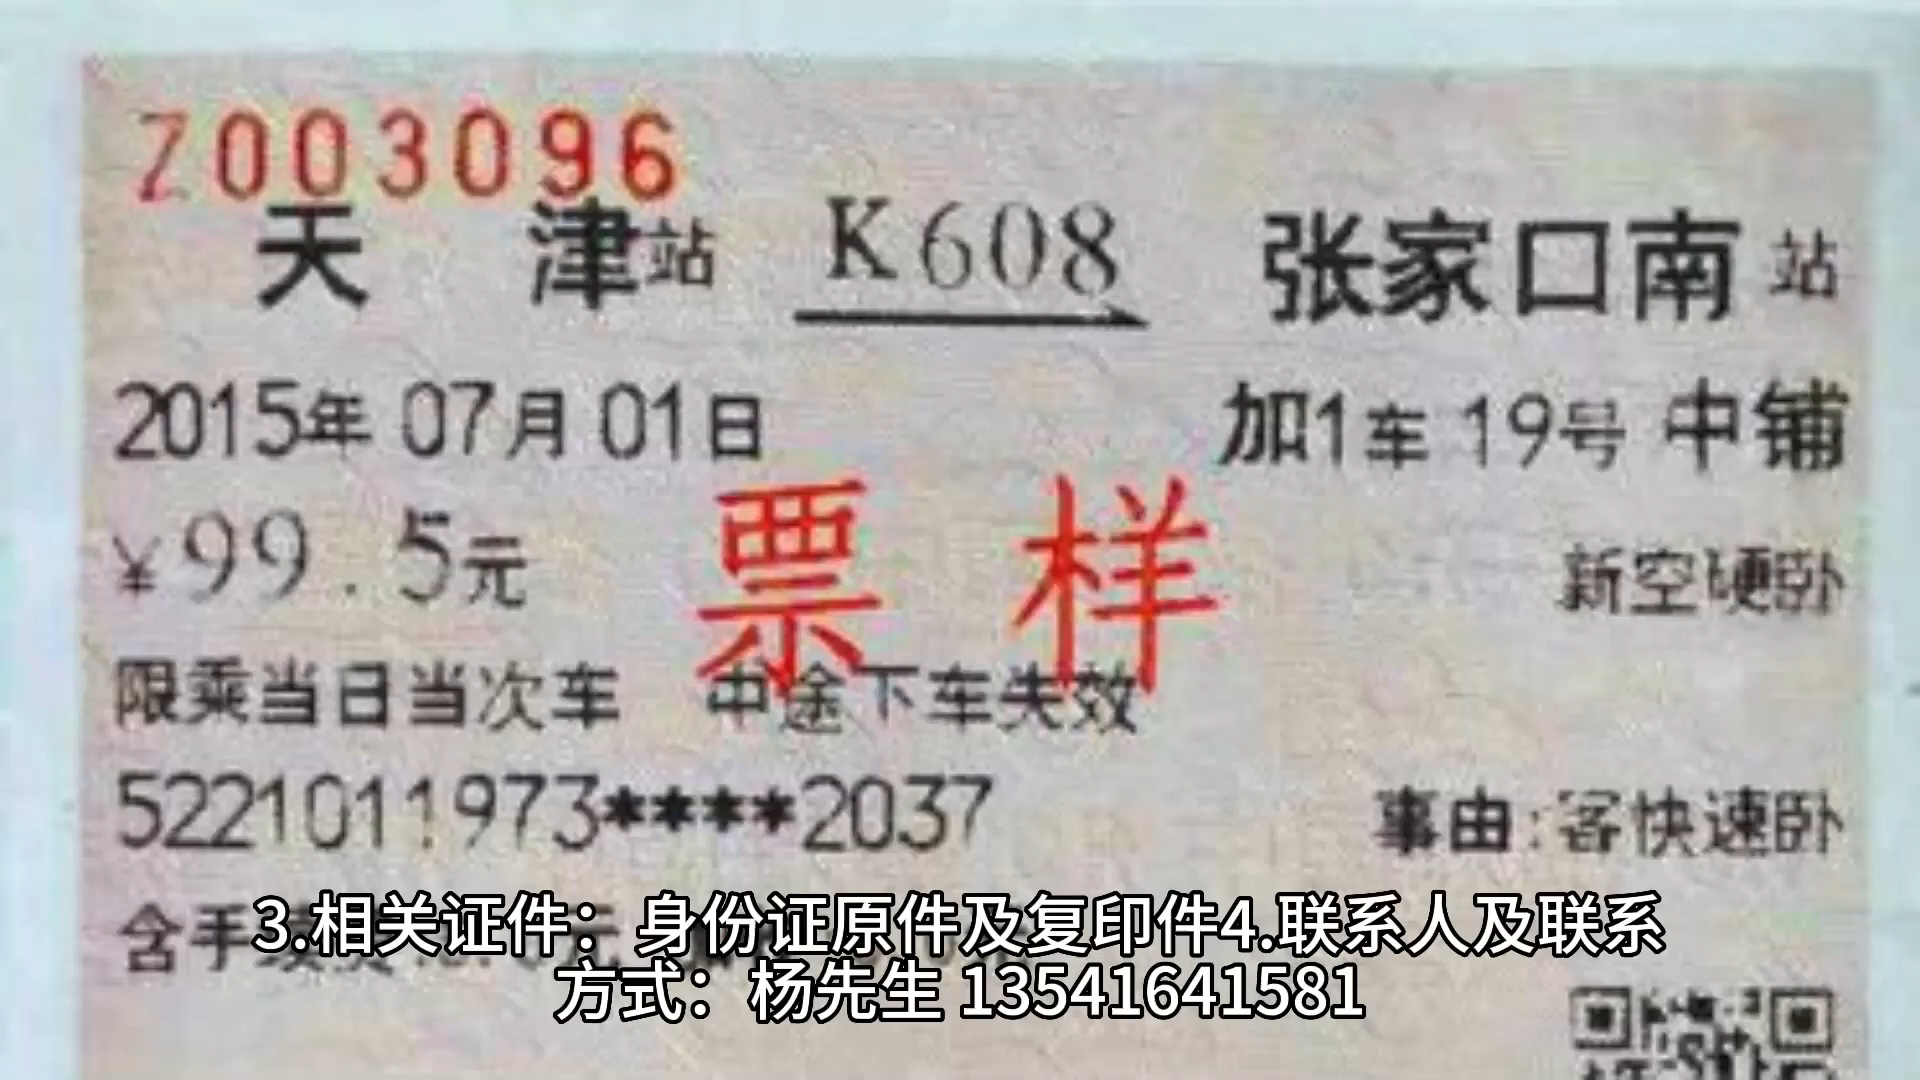 Z003096
天津站 K608 张家口南站
2015年07月01日 加1车19号中铺
¥99.5元 新空硬卧
票样
限乘当日当次车 中途下车失效
5221011973****2037 事由:客快速卧
含手续费
3.相关证件：身份证原件及复印件4.联系人及联系
方式：杨先生 13541641581